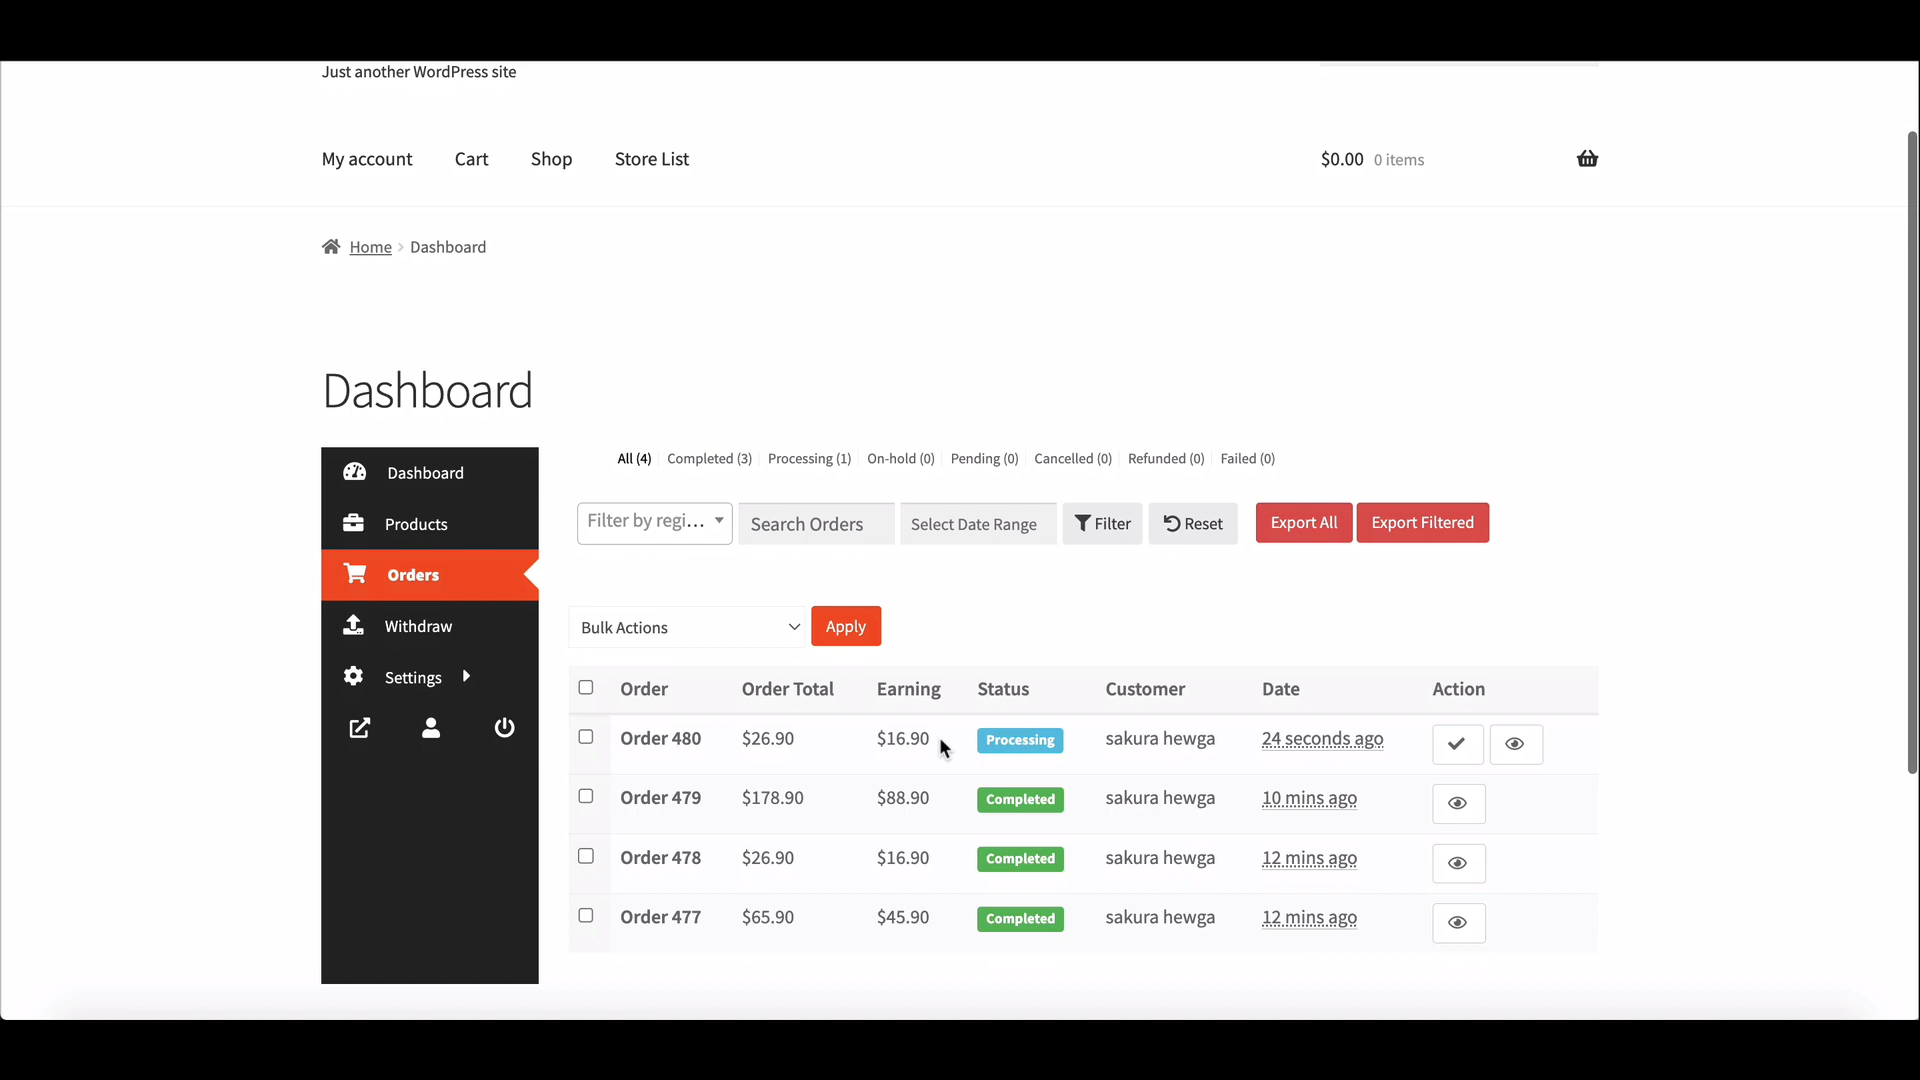 Just another WordPress site
My account Cart Shop Store List $0.00 0 items
Home Dashboard
Dashboard
Dashboard
Products
Orders
Withdraw
Settings
All (4) Completed (3) Processing (1) On-hold (0) Pending (0) Cancelled (0) Refunded (0) Failed (0)
Filter by regi... Search Orders Select Date Range Filter Reset Export All Export Filtered
Bulk Actions Apply
Order Order Total Earning Status Customer Date Action
Order 480 $26.90 $16.90 Processing sakura hewga 24 seconds ago
Order 479 $178.90 $88.90 Completed sakura hewga 10 mins ago
Order 478 $26.90 $16.90 Completed sakura hewga 12 mins ago
Order 477 $65.90 $45.90 Completed sakura hewga 12 mins ago